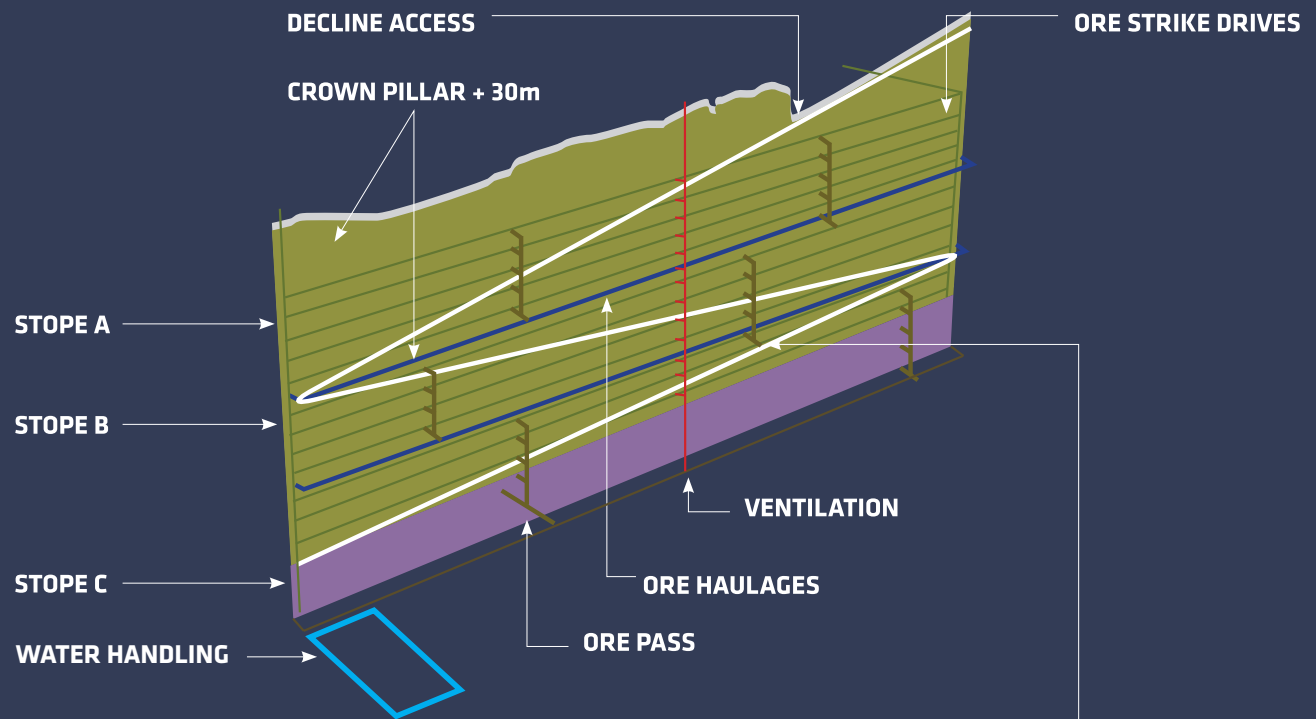 DECLINE ACCESS
ORE STRIKE DRIVES
CROWN PILLAR + 30m
STOPE A
STOPE B
VENTILATION
STOPE C
ORE HAULAGES
ORE PASS
WATER HANDLING